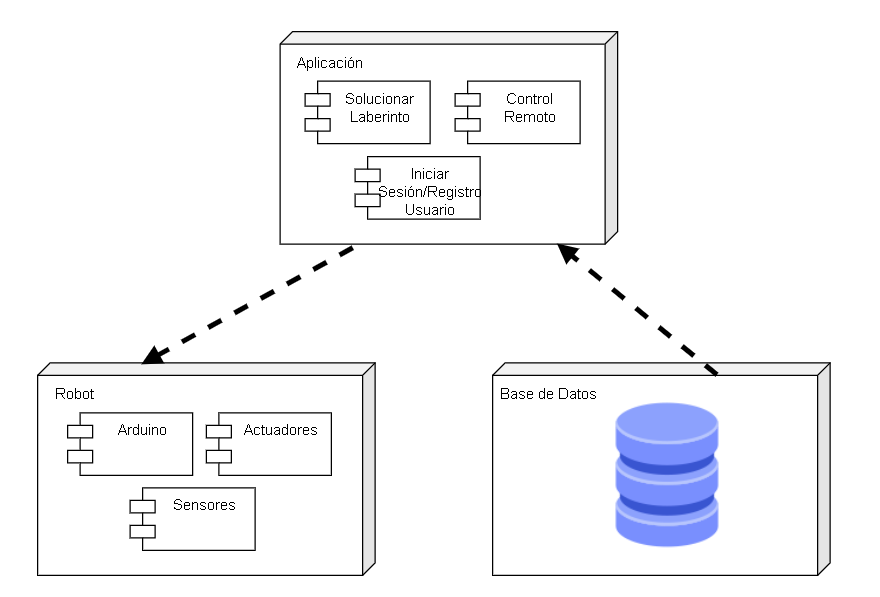 Aplicación
Solucionar
Laberinto
Control
Remoto
Iniciar
Sesión/Registro
Usuario
Robot
Arduino
Actuadores
Sensores
Base de Datos